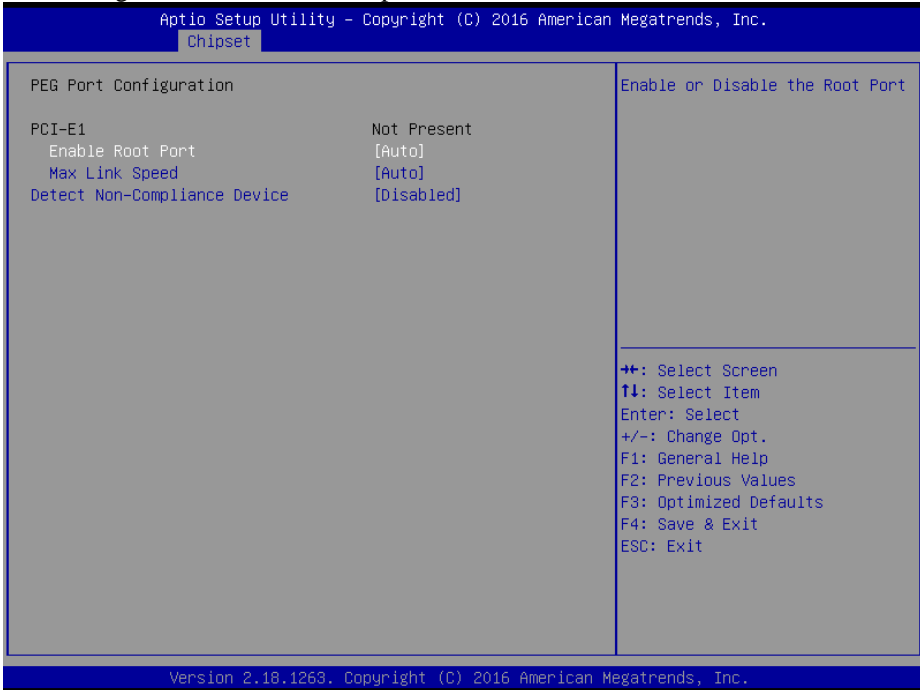 Aptio Setup Utility – Copyright (C) 2016 American Megatrends, Inc.
Chipset
PEG Port Configuration
PCI-E1 Not Present
Enable Root Port [Auto]
Max Link Speed [Auto]
Detect Non-Compliance Device [Disabled]
Enable or Disable the Root Port
→←: Select Screen
↑↓: Select Item
Enter: Select
+/-: Change Opt.
F1: General Help
F2: Previous Values
F3: Optimized Defaults
F4: Save & Exit
ESC: Exit
Version 2.18.1263. Copyright (C) 2016 American Megatrends, Inc.